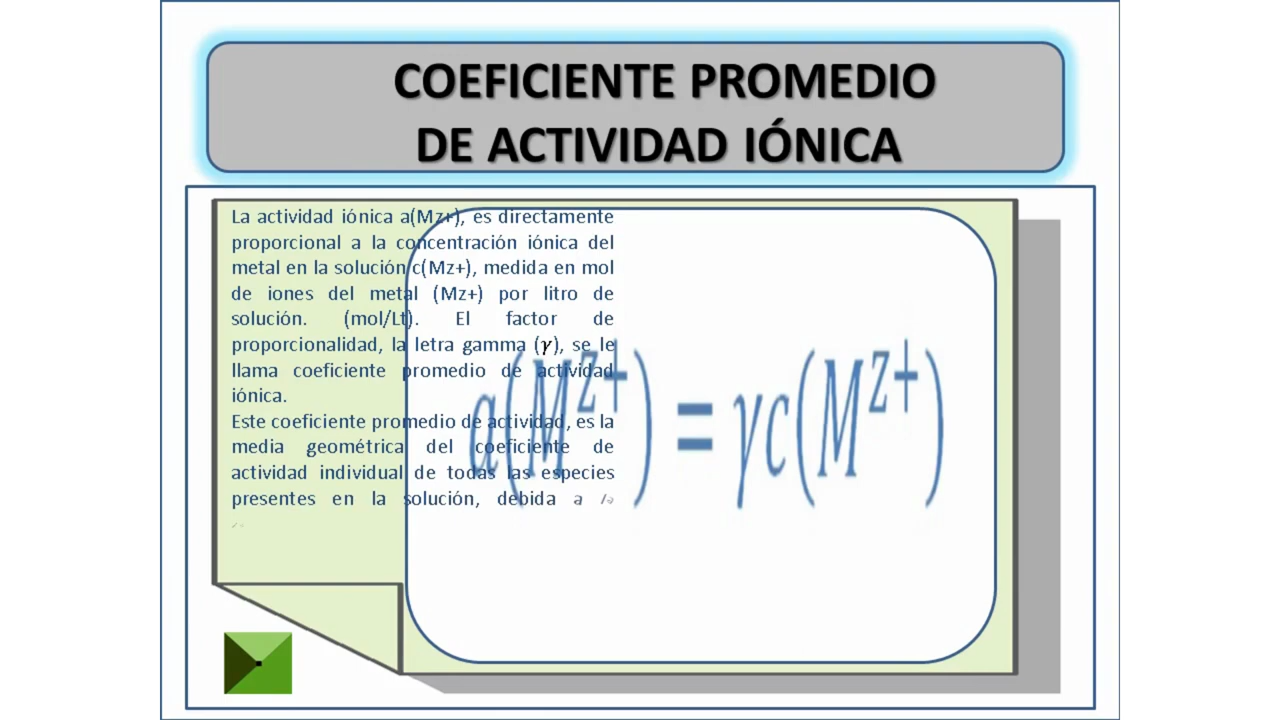 COEFICIENTE PROMEDIO
DE ACTIVIDAD IÓNICA
La actividad iónica a(Mz+), es directamente
proporcional a la concentración iónica del
metal en la solución c(Mz+), medida en mol
de iones del metal (Mz+) por litro de
solución. (mol/Lt). El factor de
proporcionalidad, la letra gamma (γ), se le
llama coeficiente promedio de actividad
iónica.
Este coeficiente promedio de actividad, es la
media geométrica del coeficiente de
actividad individual de todas las especies
presentes en la solución, debida a
a(M^{z+}) = γc(M^{z+})